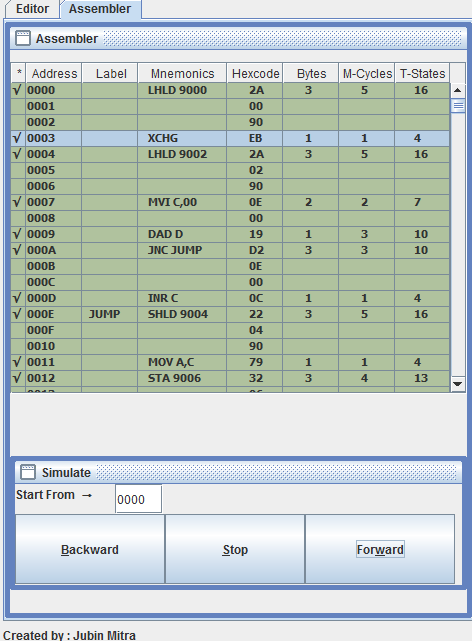 Editor Assembler
Assembler
* Address Label Mnemonics Hexcode Bytes M-Cycles T-States
√ 0000 LHLD 9000 2A 3 5 16
0001 00
0002 90
√ 0003 XCHG EB 1 1 4
√ 0004 LHLD 9002 2A 3 5 16
0005 02
0006 90
√ 0007 MVI C,00 0E 2 2 7
0008 00
√ 0009 DAD D 19 1 3 10
√ 000A JNC JUMP D2 3 3 10
000B 0E
000C 00
√ 000D INR C 0C 1 1 4
√ 000E JUMP SHLD 9004 22 3 5 16
000F 04
0010 90
√ 0011 MOV A,C 79 1 1 4
√ 0012 STA 9006 32 3 4 13
Simulate
Start From → 0000
Backward Stop Forward
Created by : Jubin Mitra